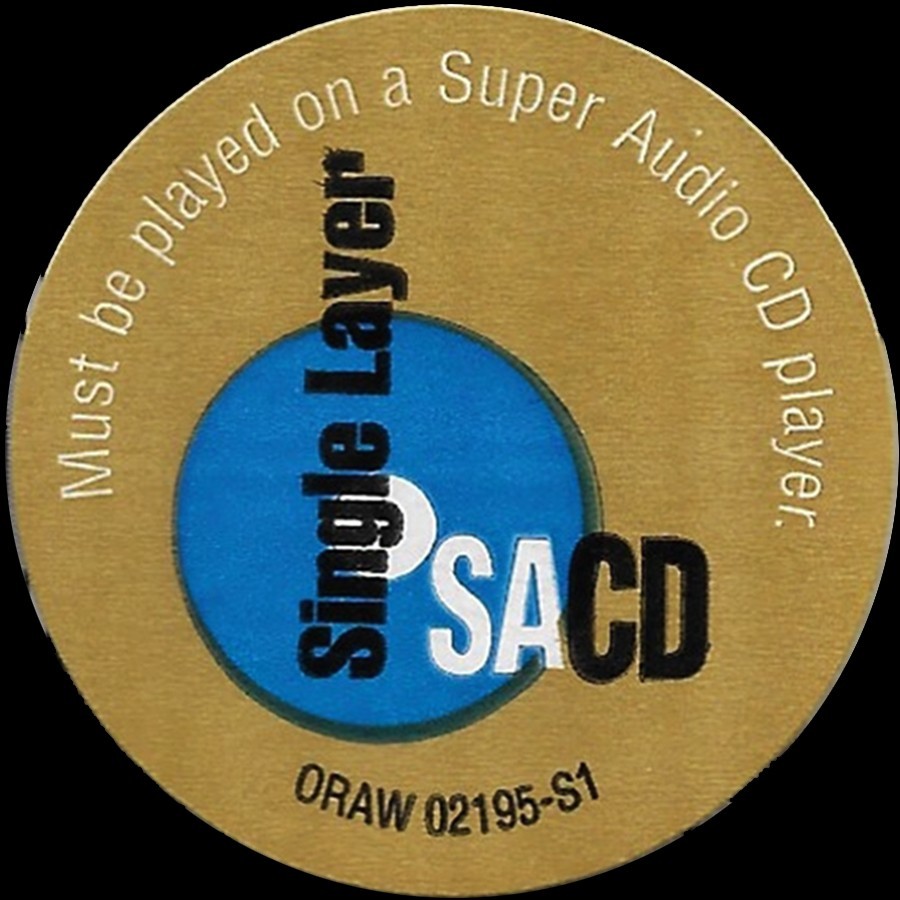 Must be played on a Super Audio CD player.
Single Layer
SACD
ORAW 02195-S1